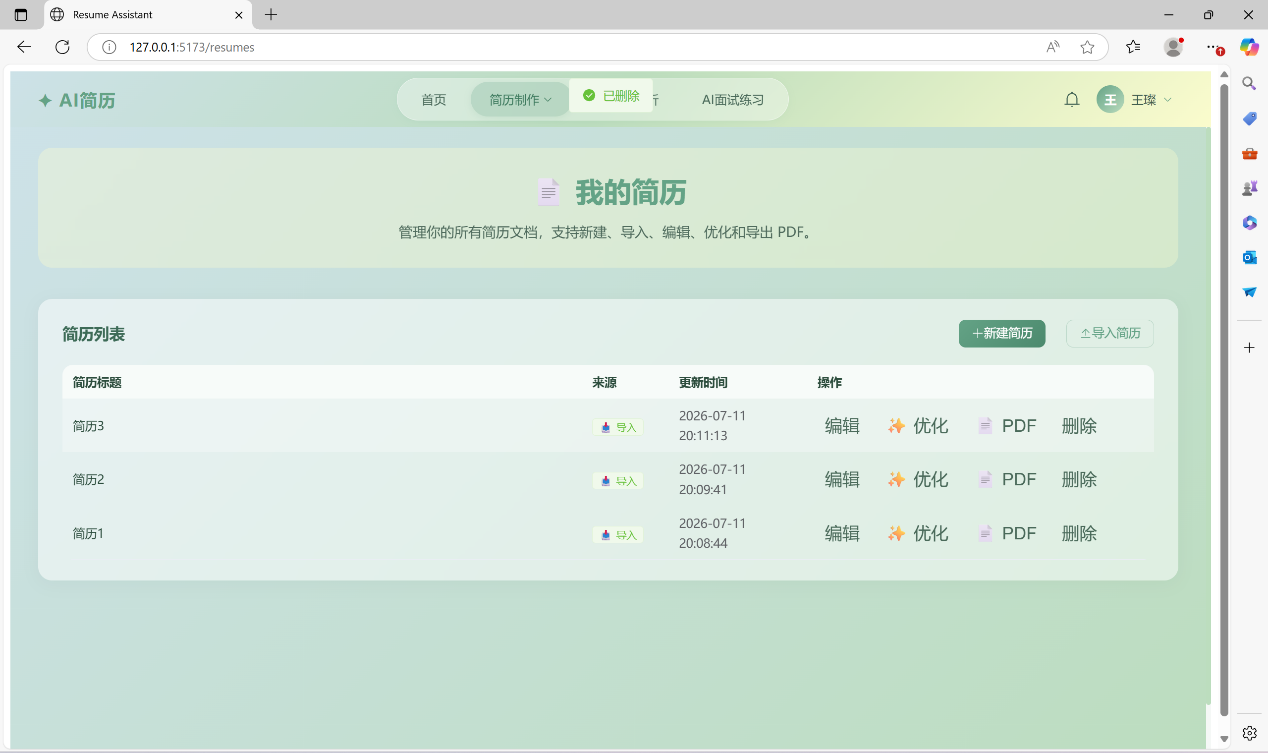 Resume Assistant
127.0.0.1:5173/resumes
AI简历
首页
简历制作
已删除
析
AI面试练习
王
王璨
我的简历
管理你的所有简历文档，支持新建、导入、编辑、优化和导出 PDF。
简历列表
新建简历
导入简历
简历标题 来源 更新时间 操作
简历3 导入 2026-07-11 20:11:13 编辑 优化 PDF 删除
简历2 导入 2026-07-11 20:09:41 编辑 优化 PDF 删除
简历1 导入 2026-07-11 20:08:44 编辑 优化 PDF 删除